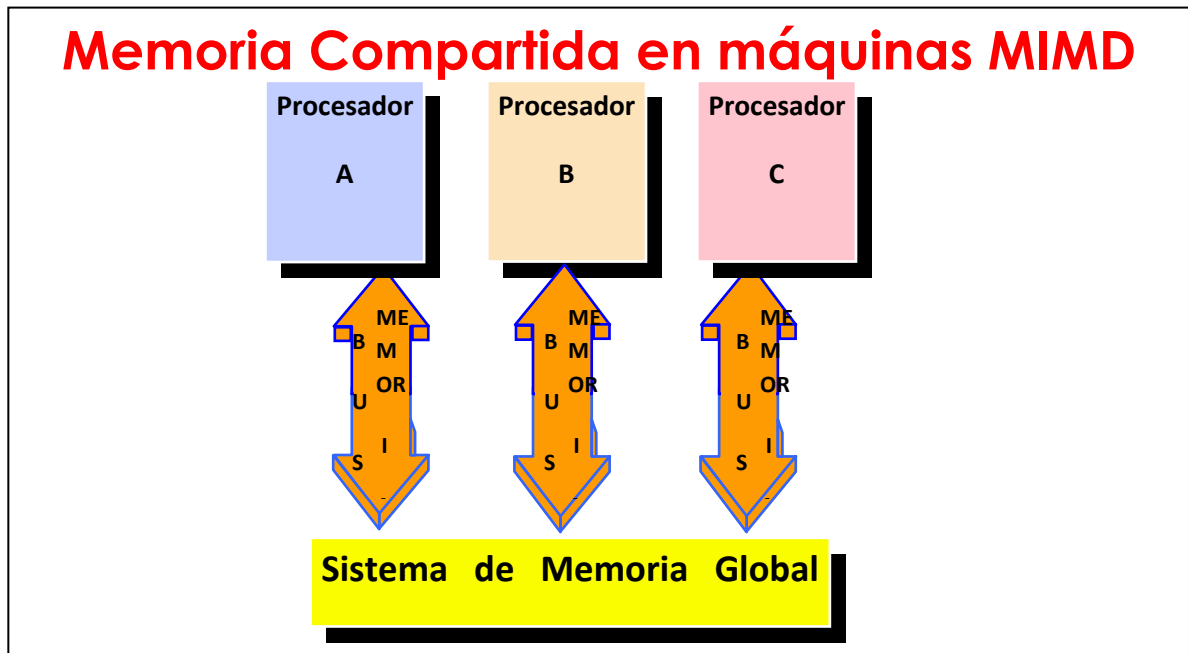 Memoria Compartida en máquinas MIMD
Procesador
A
Procesador
B
Procesador
C
B
U
S
ME
M
OR
I
B
U
S
ME
M
OR
I
B
U
S
ME
M
OR
I
Sistema de Memoria Global